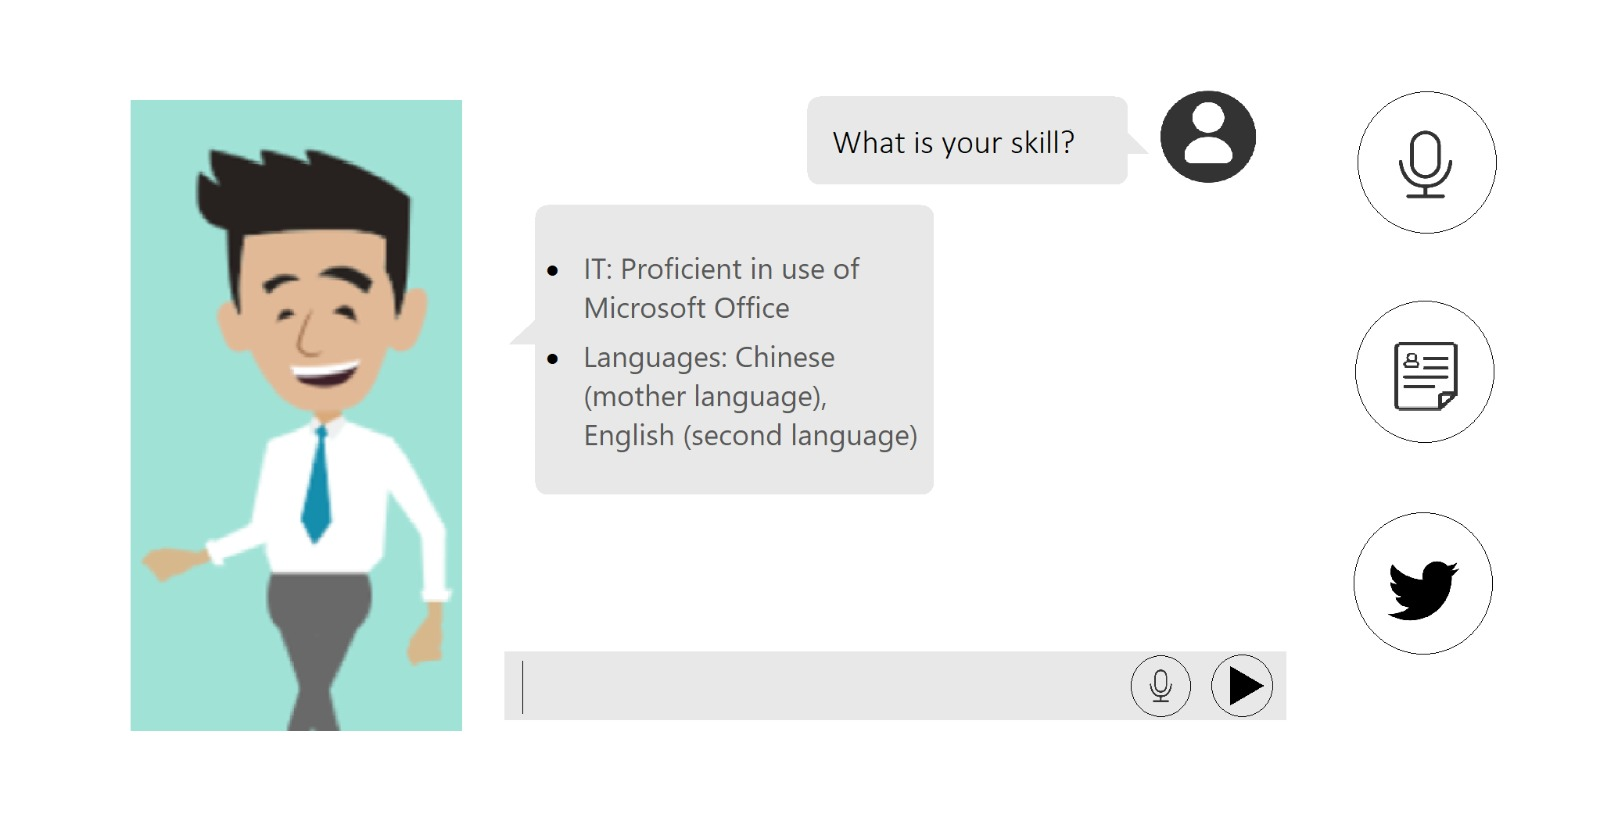 What is your skill?
• IT: Proficient in use of
Microsoft Office
• Languages: Chinese
(mother language),
English (second language)